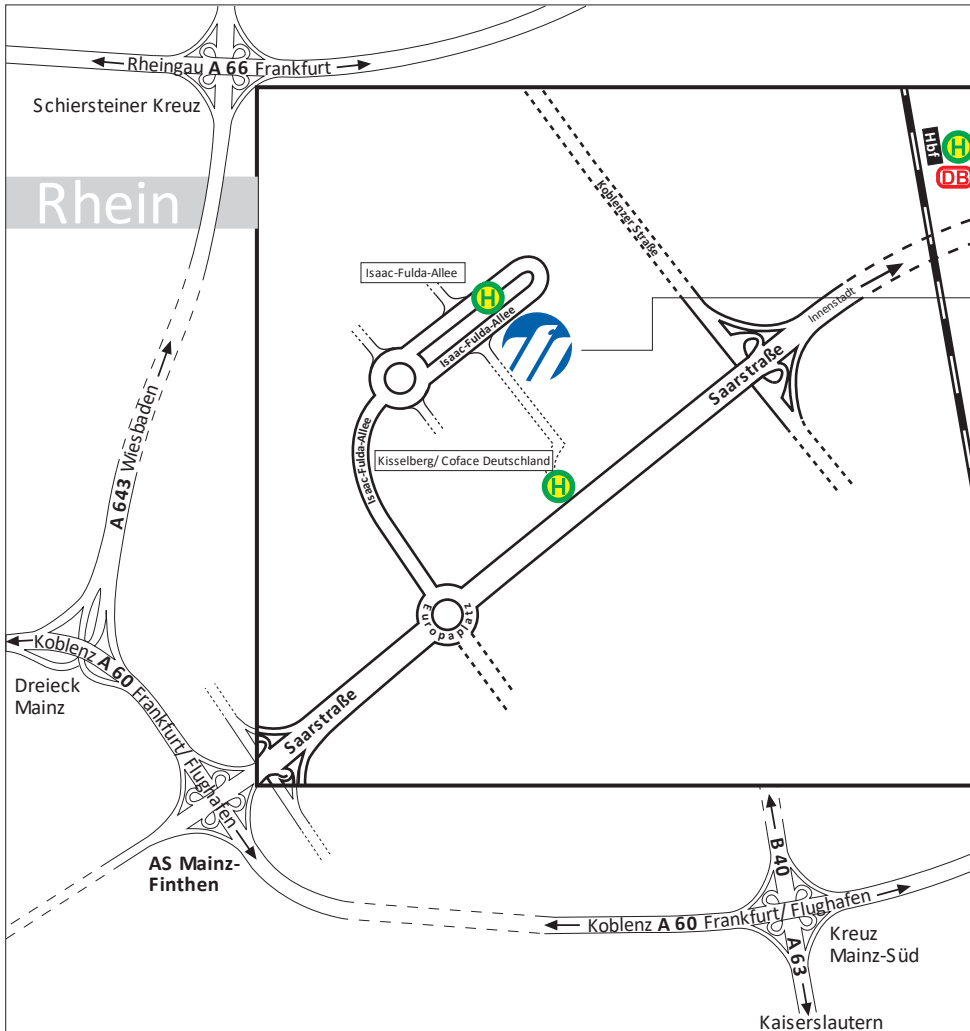 Rheingau A 66 Frankfurt
Schiersteiner Kreuz
Rhein
Koblenzer Straße
Hbf
H
DB
Isaac-Fulda-Allee
H
Isaac-Fulda-Allee
Innenstadt
Saarstraße
Isaac-Fulda-Allee
Kisselberg/ Coface Deutschland
H
A 643 Wiesbaden
Europaplatz
Koblenz A 60 Frankfurt/ Flughafen
Dreieck
Mainz
Saarstraße
AS Mainz-
Finthen
B 40
Koblenz A 60 Frankfurt/ Flughafen
Kreuz
Mainz-Süd
A 63
Kaiserslautern